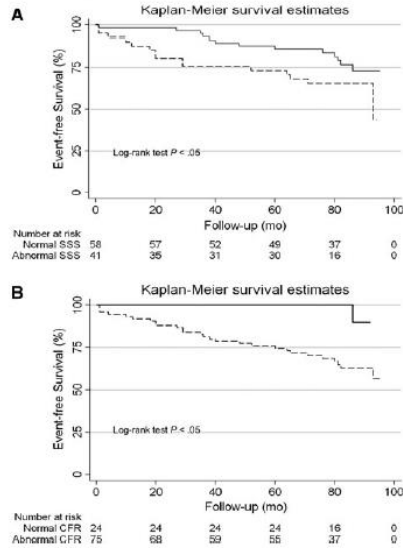 A
Kaplan-Meier survival estimates
Event-free Survival (%)
100
75
50
25
0
Log-rank test P < .05
0 20 40 60 80 100
Follow-up (mo)
Number at risk
Normal SSS 58 57 52 49 37 0
Abnormal SSS 41 35 31 30 16 0
B
Kaplan-Meier survival estimates
Event-free Survival (%)
100
75
50
25
0
Log-rank test P < .05
0 20 40 60 80 100
Follow-up (mo)
Number at risk
Normal CFR 24 24 24 24 16 0
Abnormal CFR 75 68 59 55 37 0